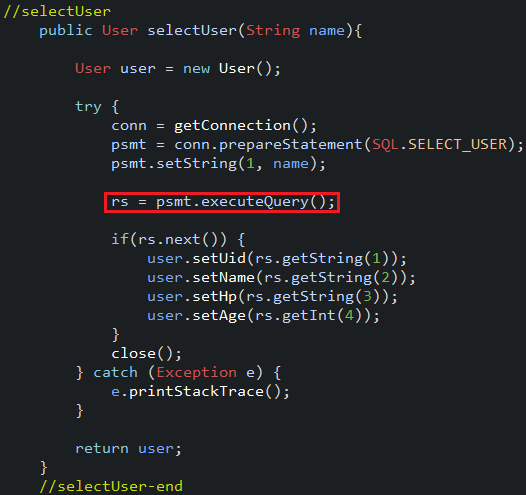 //selectUser
public User selectUser(String name){
User user = new User();
try {
conn = getConnection();
psmt = conn.prepareStatement(SQL.SELECT_USER);
psmt.setString(1, name);
rs = psmt.executeQuery();
if(rs.next()) {
user.setUid(rs.getString(1));
user.setName(rs.getString(2));
user.setHp(rs.getString(3));
user.setAge(rs.getInt(4));
}
close();
} catch (Exception e) {
e.printStackTrace();
}
return user;
}
//selectUser-end